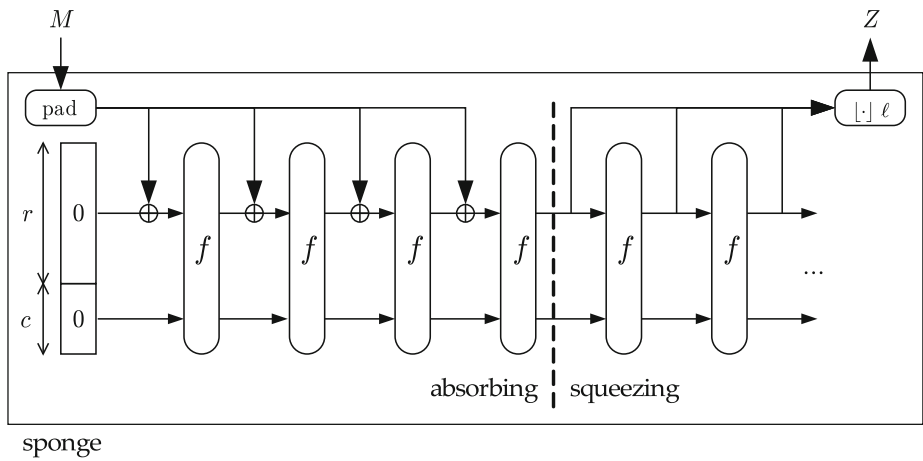 M Z
pad ⌊·⌋ ℓ
r 0
f f f f f f
...
c 0
absorbing squeezing
sponge